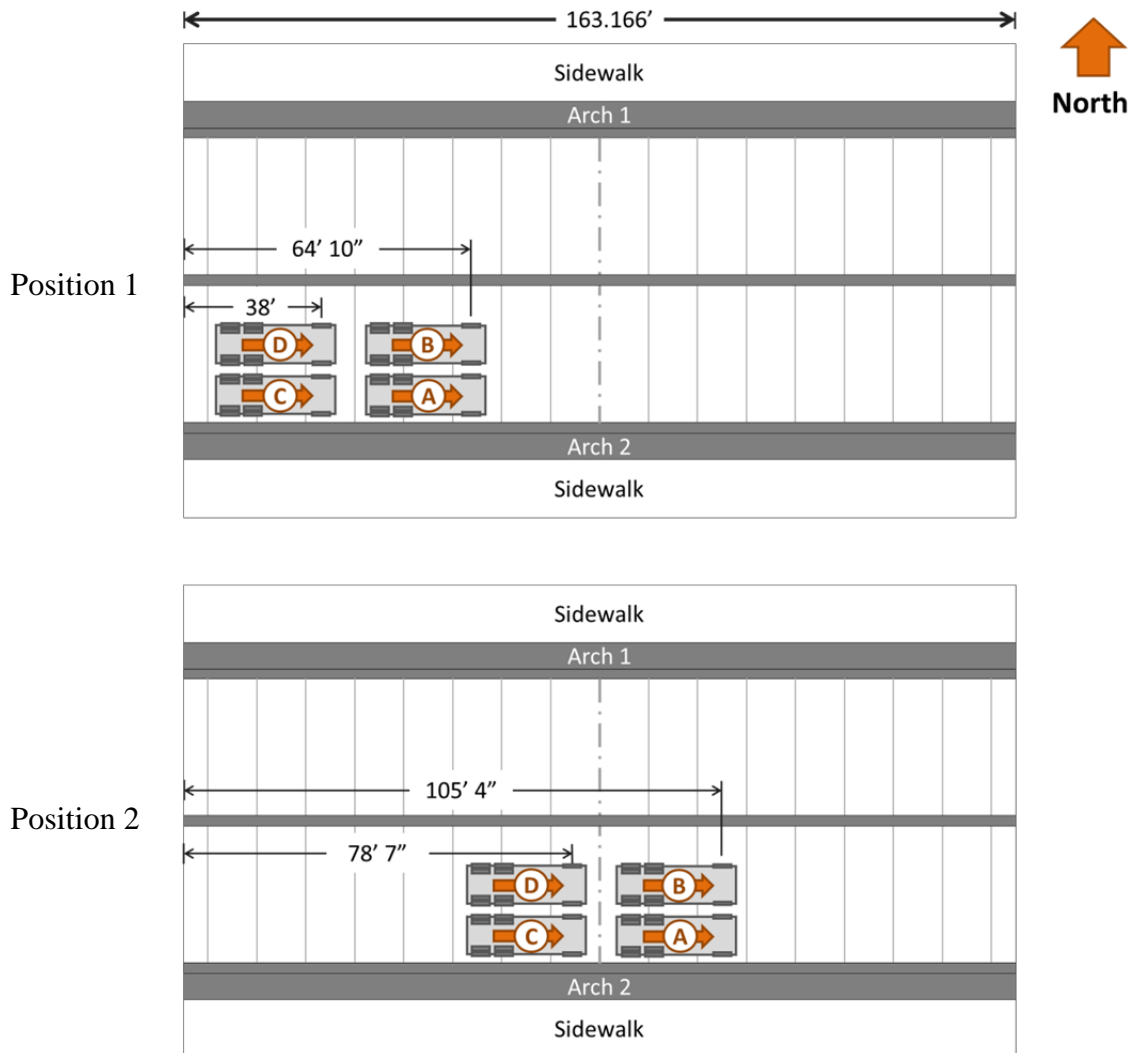 163.166’
North
Sidewalk
Arch 1
64’ 10”
Position 1
38’
D B
C A
Arch 2
Sidewalk
Sidewalk
Arch 1
105’ 4”
Position 2
78’ 7”
D B
C A
Arch 2
Sidewalk